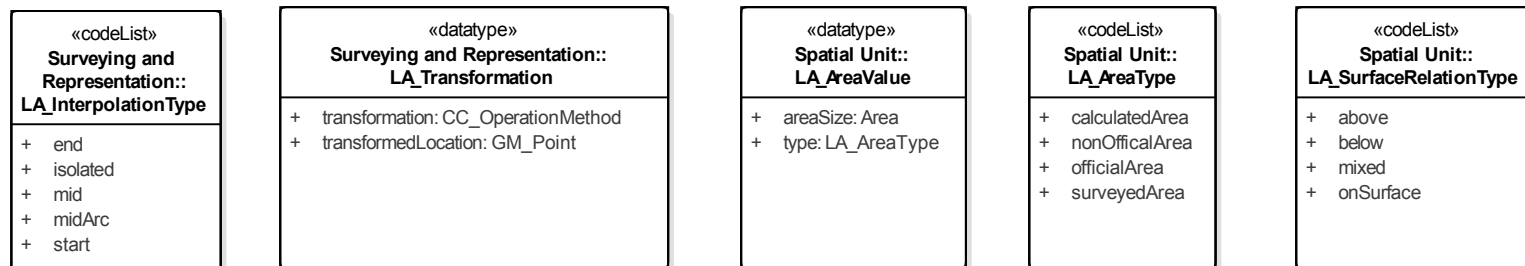 «codeList»
Surveying and
Representation::
LA_InterpolationType
+ end
+ isolated
+ mid
+ midArc
+ start
«datatype»
Surveying and Representation::
LA_Transformation
+ transformation: CC_OperationMethod
+ transformedLocation: GM_Point
«datatype»
Spatial Unit::
LA_AreaValue
+ areaSize: Area
+ type: LA_AreaType
«codeList»
Spatial Unit::
LA_AreaType
+ calculatedArea
+ nonOfficalArea
+ officialArea
+ surveyedArea
«codeList»
Spatial Unit::
LA_SurfaceRelationType
+ above
+ below
+ mixed
+ onSurface